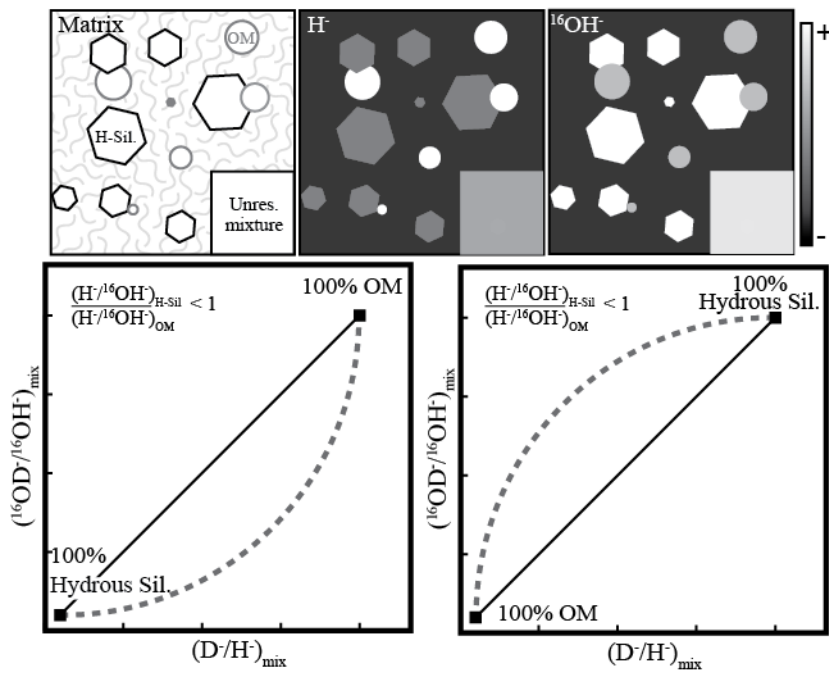 Matrix
OM
H-Sil.
Unres.
mixture
H⁻
¹⁶OH⁻
+
-
(H⁻/¹⁶OH⁻)H-Sil < 1
(H⁻/¹⁶OH⁻)OM
100% OM
100%
Hydrous Sil.
(¹⁶OD⁻/¹⁶OH⁻)mix
(D⁻/H⁻)mix
(H⁻/¹⁶OH⁻)H-Sil < 1
(H⁻/¹⁶OH⁻)OM
100%
Hydrous Sil.
100% OM
(¹⁶OD⁻/¹⁶OH⁻)mix
(D⁻/H⁻)mix